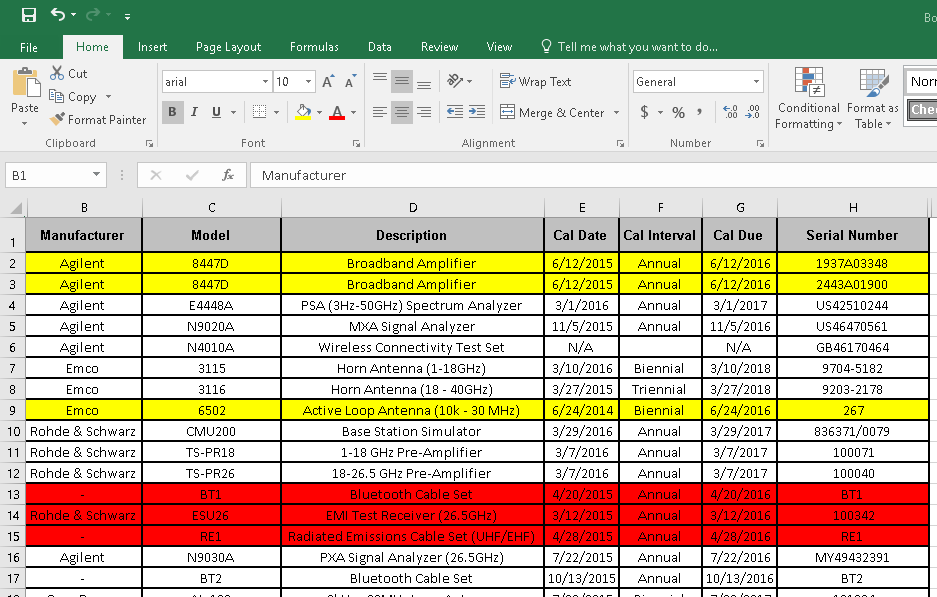 Bo
File Home Insert Page Layout Formulas Data Review View Tell me what you want to do...
Cut
Copy
Format Painter
Paste
Clipboard
arial 10 A A
B I U A
Font
Wrap Text
Merge & Center
Alignment
General
$ % ,
Number
Conditional Formatting
Format as Table
Norr
Che
B1 fx Manufacturer
B C D E F G H
1 Manufacturer Model Description Cal Date Cal Interval Cal Due Serial Number
2 Agilent 8447D Broadband Amplifier 6/12/2015 Annual 6/12/2016 1937A03348
3 Agilent 8447D Broadband Amplifier 6/12/2015 Annual 6/12/2016 2443A01900
4 Agilent E4448A PSA (3Hz-50GHz) Spectrum Analyzer 3/1/2016 Annual 3/1/2017 US42510244
5 Agilent N9020A MXA Signal Analyzer 11/5/2015 Annual 11/5/2016 US46470561
6 Agilent N4010A Wireless Connectivity Test Set N/A N/A GB46170464
7 Emco 3115 Horn Antenna (1-18GHz) 3/10/2016 Biennial 3/10/2018 9704-5182
8 Emco 3116 Horn Antenna (18 - 40GHz) 3/27/2015 Triennial 3/27/2018 9203-2178
9 Emco 6502 Active Loop Antenna (10k - 30 MHz) 6/24/2014 Biennial 6/24/2016 267
10 Rohde & Schwarz CMU200 Base Station Simulator 3/29/2016 Annual 3/29/2017 836371/0079
11 Rohde & Schwarz TS-PR18 1-18 GHz Pre-Amplifier 3/7/2016 Annual 3/7/2017 100071
12 Rohde & Schwarz TS-PR26 18-26.5 GHz Pre-Amplifier 3/7/2016 Annual 3/7/2017 100040
13 - BT1 Bluetooth Cable Set 4/20/2015 Annual 4/20/2016 BT1
14 Rohde & Schwarz ESU26 EMI Test Receiver (26.5GHz) 3/12/2015 Annual 3/12/2016 100342
15 - RE1 Radiated Emissions Cable Set (UHF/EHF) 4/28/2015 Annual 4/28/2016 RE1
16 Agilent N9030A PXA Signal Analyzer (26.5GHz) 7/22/2015 Annual 7/22/2016 MY49432391
17 - BT2 Bluetooth Cable Set 10/13/2015 Annual 10/13/2016 BT2